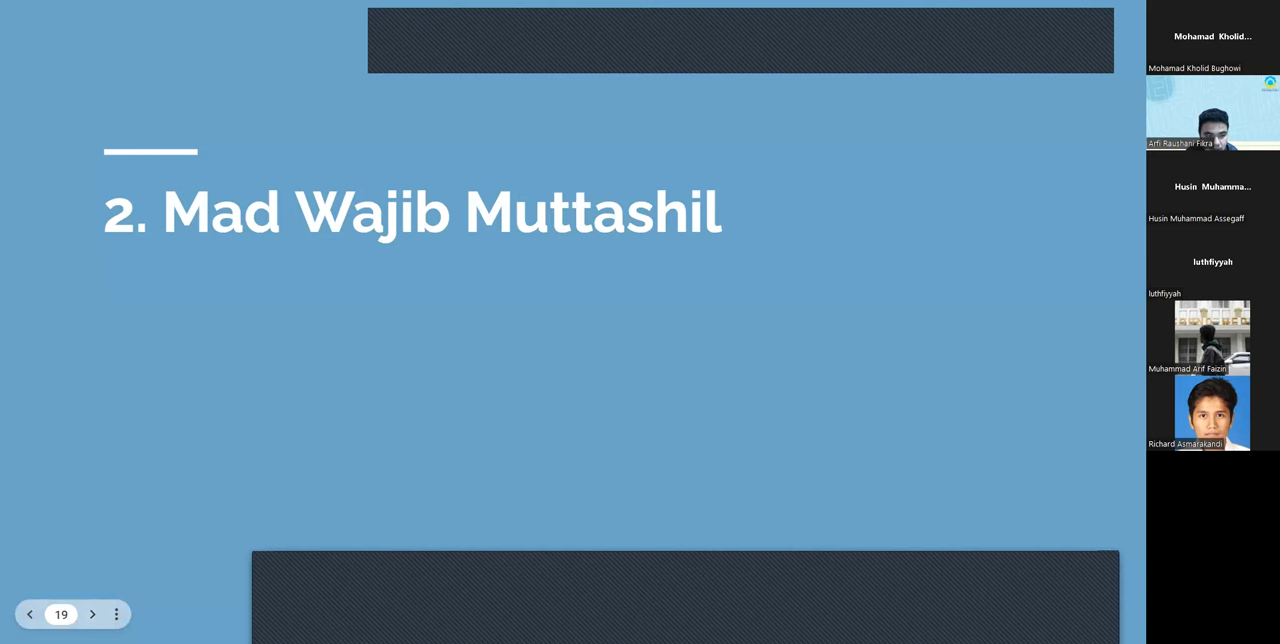 2. Mad Wajib Muttashil
19
Mohamad Kholid...
Mohamad Kholid Bughowi
Arfi Raushani Fikra
Husin Muhamma...
Husin Muhammad Assegaff
luthfiyyah
luthfiyyah
Muhammad Arif Faizin
Richard Asmarakandi